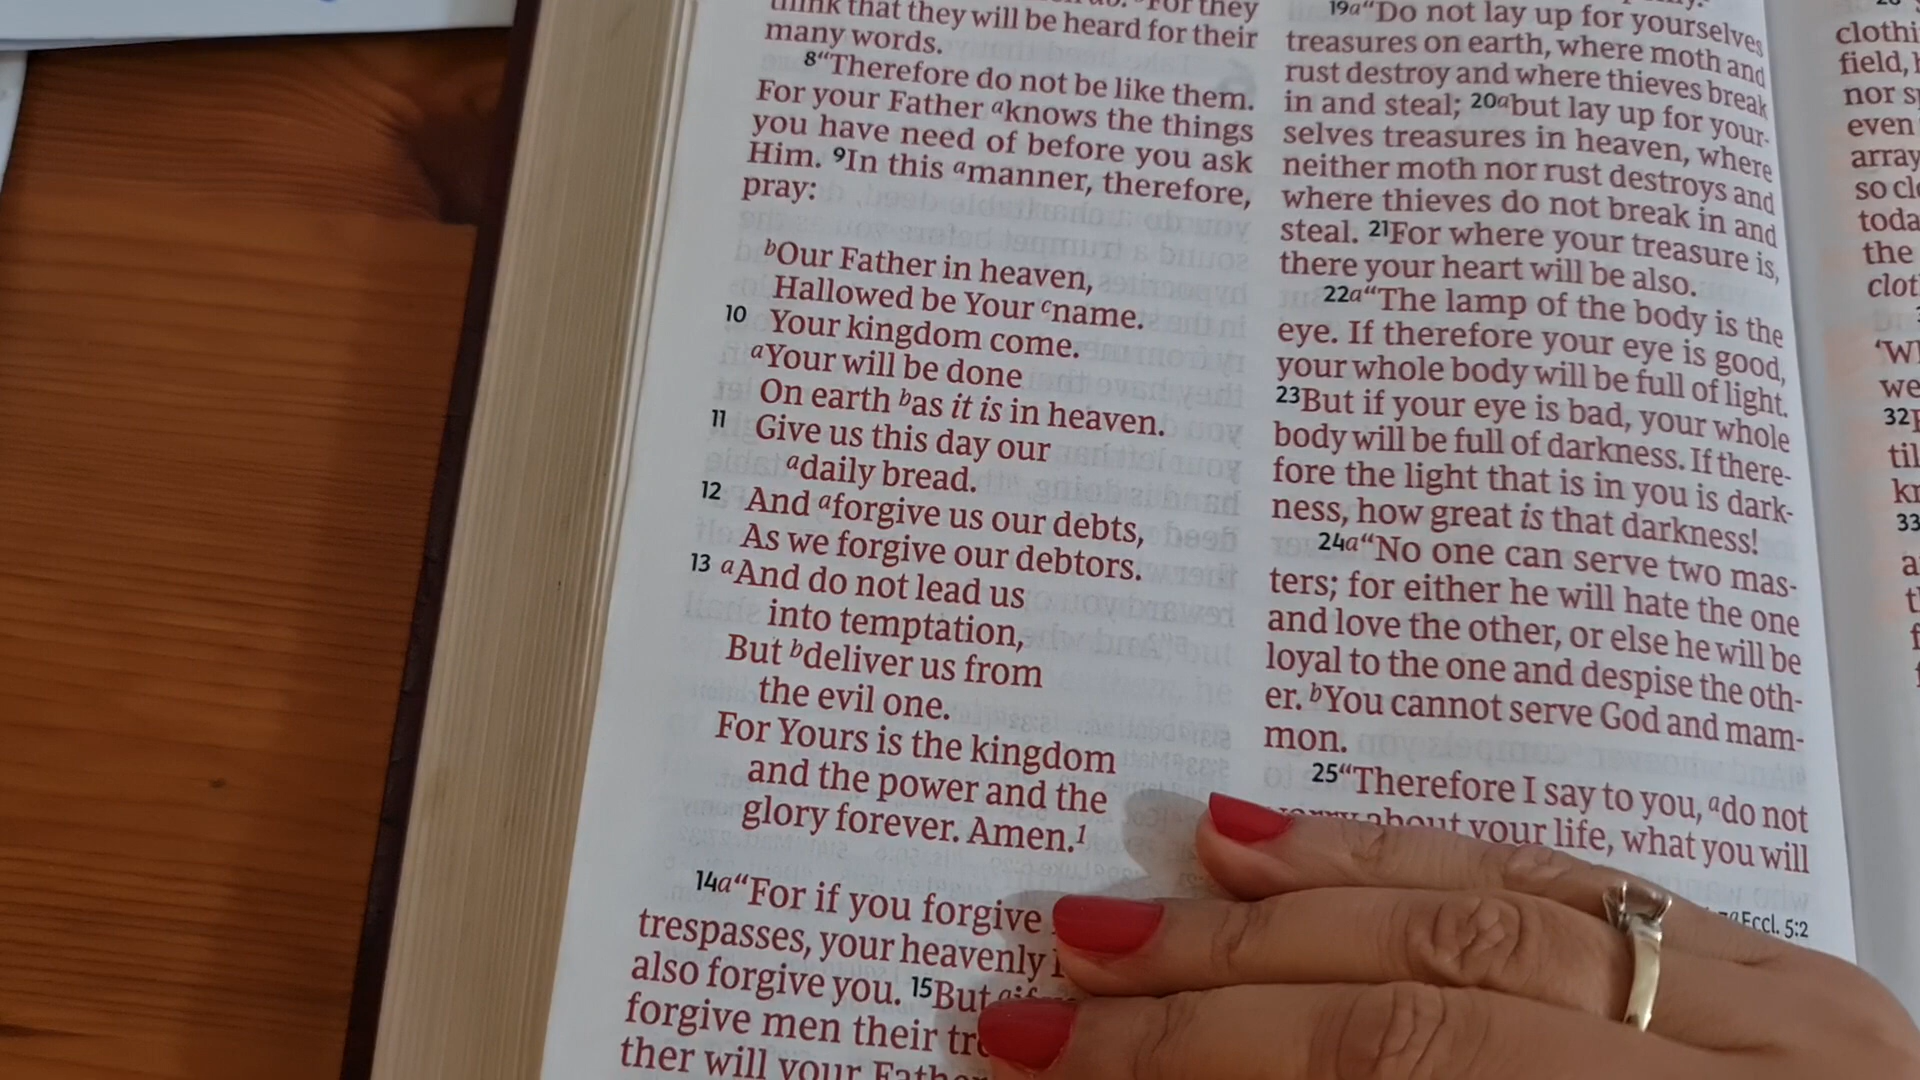 think that they will be heard for their
many words.
8“Therefore do not be like them.
For your Father aknows the things
you have need of before you ask
Him. 9In this amanner, therefore,
pray:
bOur Father in heaven,
Hallowed be Your cname.
10 Your kingdom come.
aYour will be done
On earth bas it is in heaven.
11 Give us this day our
adaily bread.
12 And aforgive us our debts,
As we forgive our debtors.
13 aAnd do not lead us
into temptation,
But bdeliver us from
the evil one.
For Yours is the kingdom
and the power and the
glory forever. Amen.1
14a“For if you forgive
trespasses, your heavenly
also forgive you. 15But
forgive men their
ther will your
19a“Do not lay up for yourselves
treasures on earth, where moth and
rust destroy and where thieves break
in and steal; 20abut lay up for your-
selves treasures in heaven, where
neither moth nor rust destroys and
where thieves do not break in and
steal. 21For where your treasure is,
there your heart will be also.
22a“The lamp of the body is the
eye. If therefore your eye is good,
your whole body will be full of light.
23But if your eye is bad, your whole
body will be full of darkness. If there-
fore the light that is in you is dark-
ness, how great is that darkness!
24a“No one can serve two mas-
ters; for either he will hate the one
and love the other, or else he will be
loyal to the one and despise the oth-
er. bYou cannot serve God and mam-
mon.
25“Therefore I say to you, ado not
about your life, what you will
aEccl. 5:2
field,
nor
even
array
so
toda
the
clot
‘W
we
32
til
33